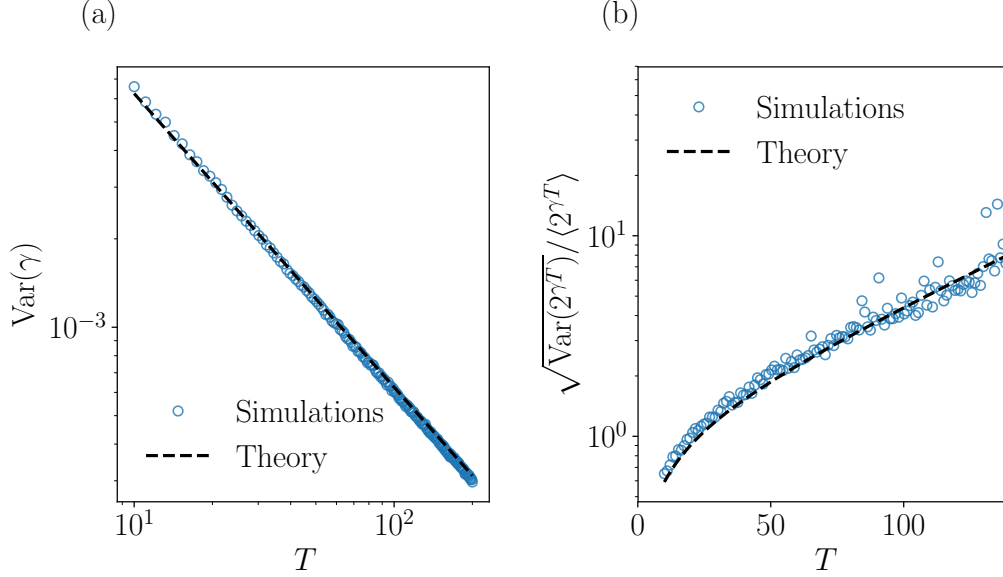 (a)
Var(γ)
10^{-3}
Simulations
Theory
10^1
10^2
T
(b)
√Var(2^{γT})/⟨2^{γT}⟩
10^1
10^0
Simulations
Theory
0
50
100
T